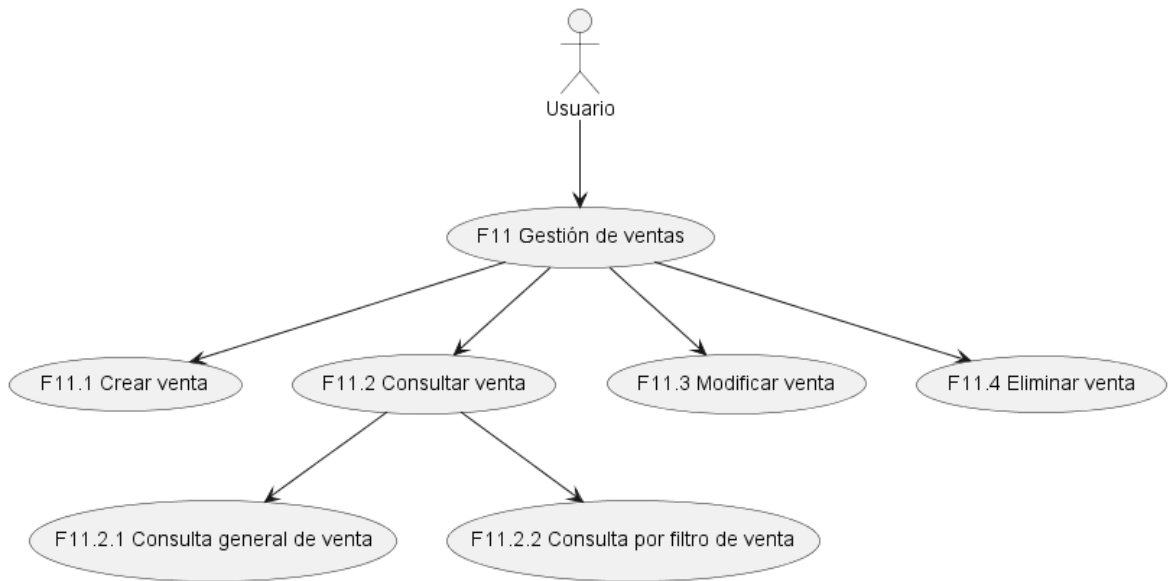 Usuario
F11 Gestión de ventas
F11.1 Crear venta
F11.2 Consultar venta
F11.3 Modificar venta
F11.4 Eliminar venta
F11.2.1 Consulta general de venta
F11.2.2 Consulta por filtro de venta